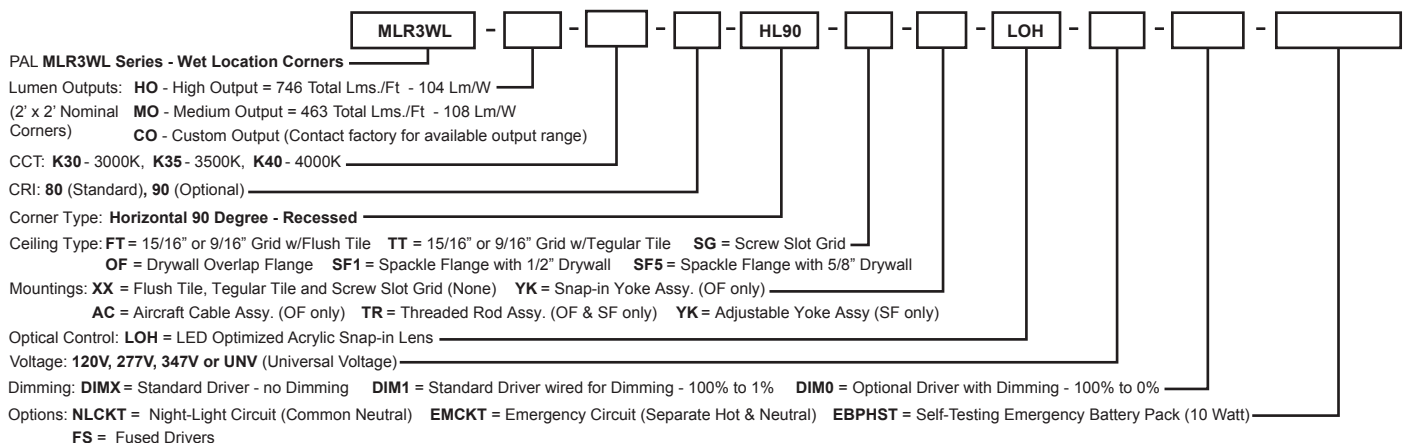 MLR3WL - - - - HL90 - - - LOH - - -
PAL MLR3WL Series - Wet Location Corners
Lumen Outputs: HO - High Output = 746 Total Lms./Ft - 104 Lm/W
(2' x 2' Nominal MO - Medium Output = 463 Total Lms./Ft - 108 Lm/W
Corners) CO - Custom Output (Contact factory for available output range)
CCT: K30 - 3000K, K35 - 3500K, K40 - 4000K
CRI: 80 (Standard), 90 (Optional)
Corner Type: Horizontal 90 Degree - Recessed
Ceiling Type: FT = 15/16” or 9/16” Grid w/Flush Tile TT = 15/16” or 9/16” Grid w/Tegular Tile SG = Screw Slot Grid
OF = Drywall Overlap Flange SF1 = Spackle Flange with 1/2” Drywall SF5 = Spackle Flange with 5/8” Drywall
Mountings: XX = Flush Tile, Tegular Tile and Screw Slot Grid (None) YK = Snap-in Yoke Assy. (OF only)
AC = Aircraft Cable Assy. (OF only) TR = Threaded Rod Assy. (OF & SF only) YK = Adjustable Yoke Assy (SF only)
Optical Control: LOH = LED Optimized Acrylic Snap-in Lens
Voltage: 120V, 277V, 347V or UNV (Universal Voltage)
Dimming: DIMX = Standard Driver - no Dimming DIM1 = Standard Driver wired for Dimming - 100% to 1% DIM0 = Optional Driver with Dimming - 100% to 0%
Options: NLCKT = Night-Light Circuit (Common Neutral) EMCKT = Emergency Circuit (Separate Hot & Neutral) EBPHST = Self-Testing Emergency Battery Pack (10 Watt)
FS = Fused Drivers